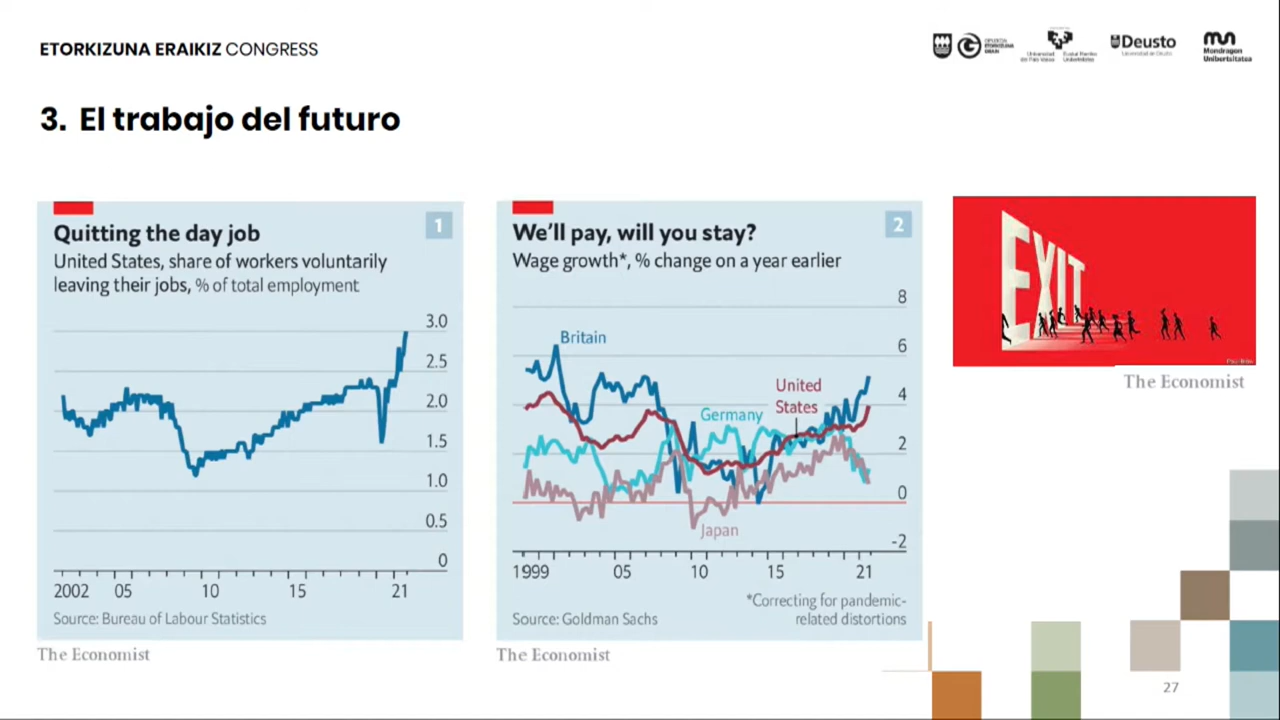 ETORKIZUNA ERAIKIZ CONGRESS
Deusto
Universidad de Deusto
Mondragon
Unibertsitatea
3. El trabajo del futuro
1
Quitting the day job
United States, share of workers voluntarily
leaving their jobs, % of total employment
3.0
2.5
2.0
1.5
1.0
0.5
0
2002 05 10 15 21
Source: Bureau of Labour Statistics
The Economist
2
We'll pay, will you stay?
Wage growth*, % change on a year earlier
8
6
4
2
0
-2
Britain
United
States
Germany
Japan
1999 05 10 15 21
*Correcting for pandemic-
related distortions
Source: Goldman Sachs
The Economist
EXIT
The Economist
27